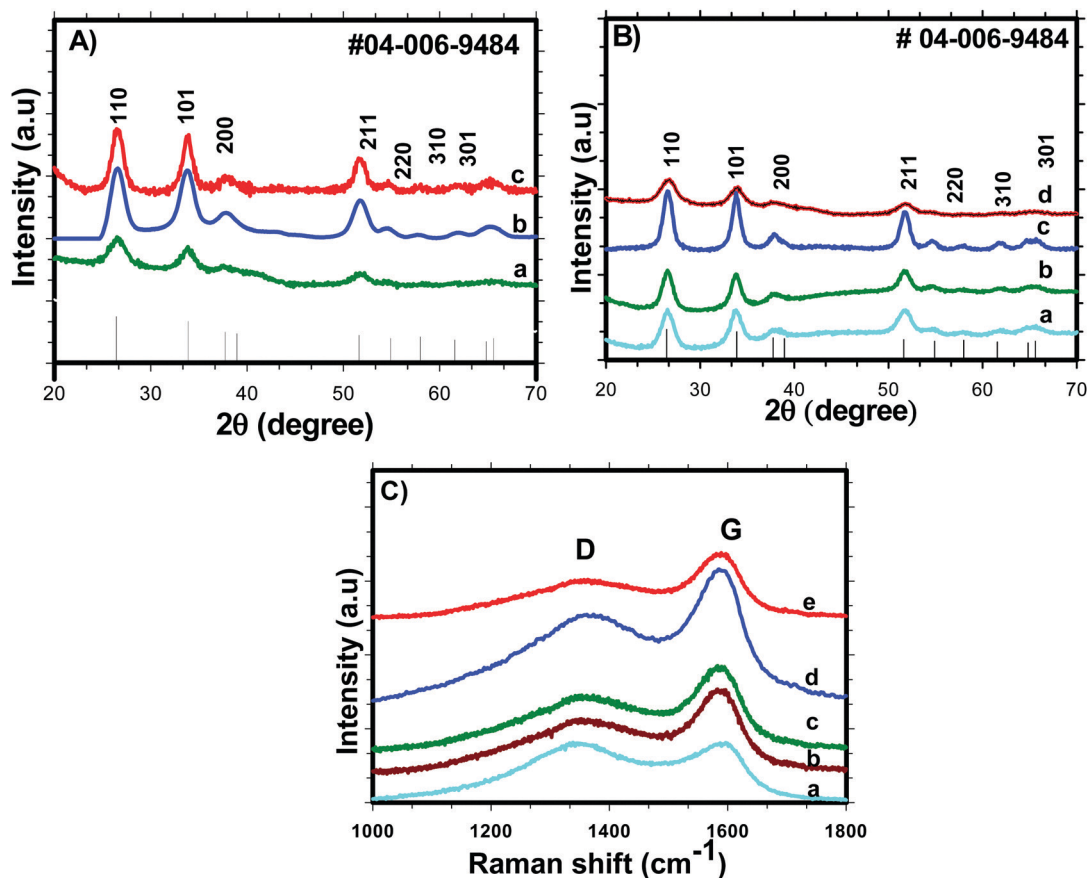 A)
#04-006-9484
110
101
200
211
220
310
301
c
b
a
Intensity (a.u)
20 30 40 50 60 70
2θ (degree)
B)
# 04-006-9484
110
101
200
211
220
310
301
d
c
b
a
Intensity (a.u)
20 30 40 50 60 70
2θ (degree)
C)
D
G
e
d
c
b
a
Intensity (a.u)
1000 1200 1400 1600 1800
Raman shift (cm⁻¹)